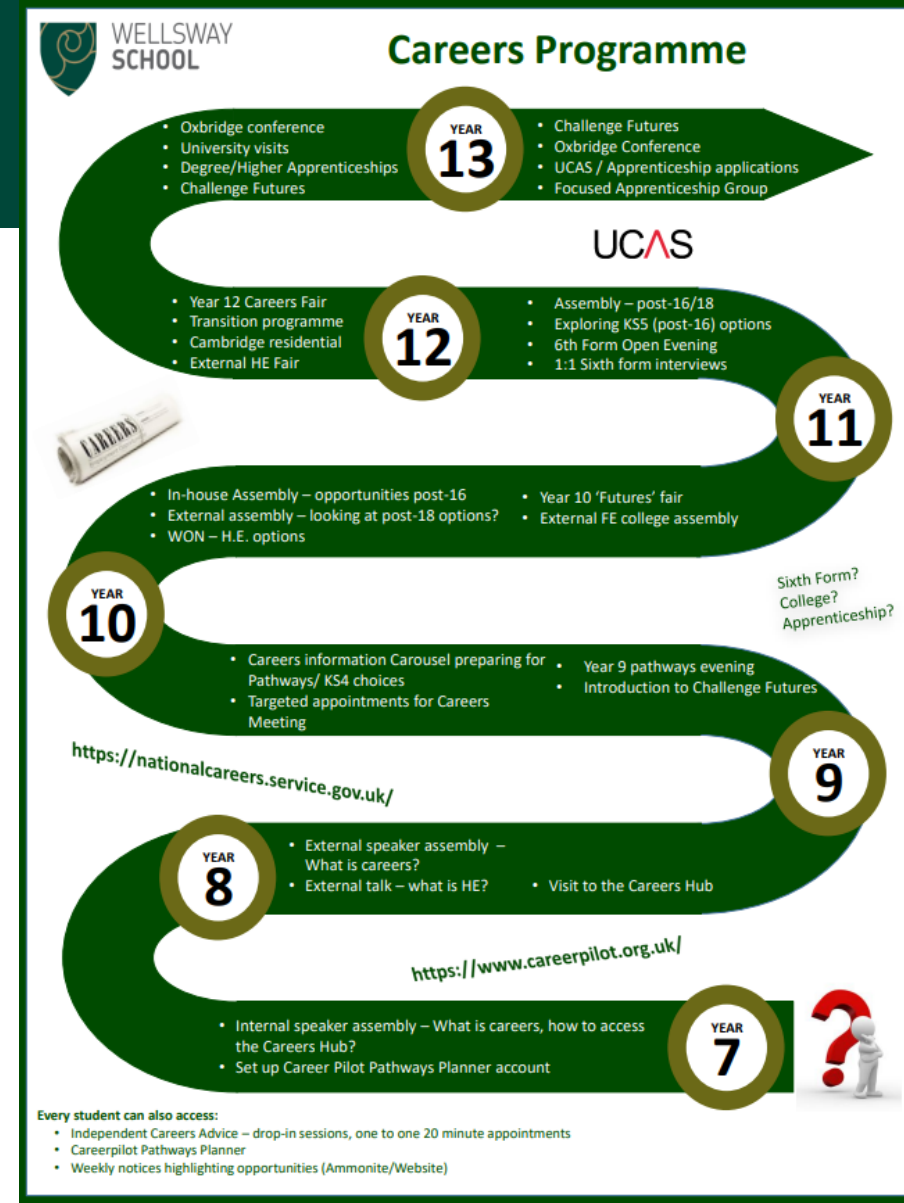 WELLSWAY
SCHOOL
Careers Programme
• Oxbridge conference
• University visits
• Degree/Higher Apprenticeships
• Challenge Futures
YEAR
13
• Challenge Futures
• Oxbridge Conference
• UCAS / Apprenticeship applications
• Focused Apprenticeship Group
UCAS
• Year 12 Careers Fair
• Transition programme
• Cambridge residential
• External HE Fair
YEAR
12
• Assembly – post-16/18
• Exploring KS5 (post-16) options
• 6th Form Open Evening
• 1:1 Sixth form interviews
YEAR
11
CAREERS
• In-house Assembly – opportunities post-16
• External assembly – looking at post-18 options?
• WON – H.E. options
• Year 10 ‘Futures’ fair
• External FE college assembly
YEAR
10
Sixth Form?
College?
Apprenticeship?
• Careers information Carousel preparing for
Pathways/ KS4 choices
• Targeted appointments for Careers
Meeting
• Year 9 pathways evening
• Introduction to Challenge Futures
https://nationalcareers.service.gov.uk/
YEAR
9
YEAR
8
• External speaker assembly –
What is careers?
• External talk – what is HE?
• Visit to the Careers Hub
https://www.careerpilot.org.uk/
• Internal speaker assembly – What is careers, how to access
the Careers Hub?
• Set up Career Pilot Pathways Planner account
YEAR
7
Every student can also access:
• Independent Careers Advice – drop-in sessions, one to one 20 minute appointments
• Careerpilot Pathways Planner
• Weekly notices highlighting opportunities (Ammonite/Website)